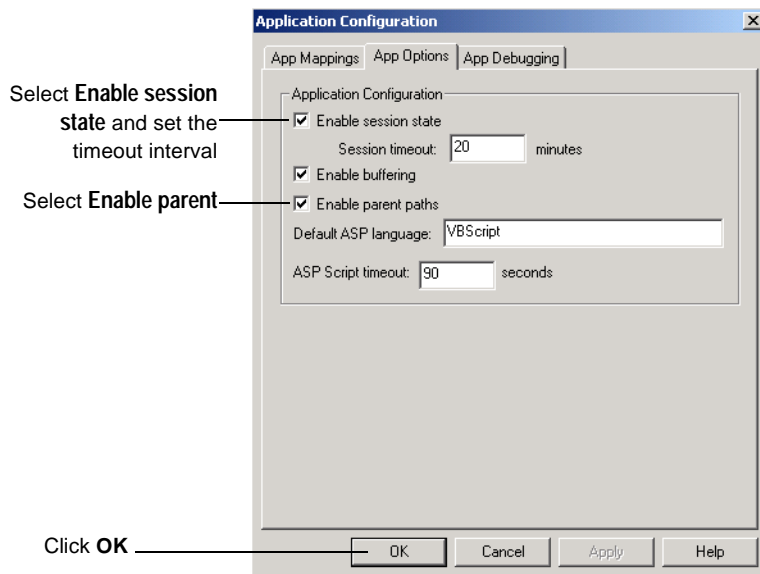 Application Configuration
App Mappings App Options App Debugging
Application Configuration
Select Enable session
state and set the
timeout interval
Enable session state
Session timeout: 20 minutes
Enable buffering
Select Enable parent
Enable parent paths
Default ASP language: VBScript
ASP Script timeout: 90 seconds
Click OK
OK Cancel Apply Help